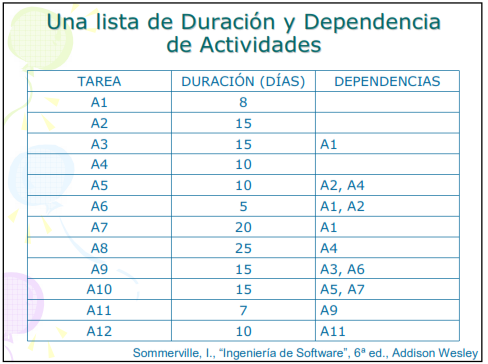 Una lista de Duración y Dependencia
de Actividades
TAREA DURACIÓN (DÍAS) DEPENDENCIAS
A1 8
A2 15
A3 15 A1
A4 10
A5 10 A2, A4
A6 5 A1, A2
A7 20 A1
A8 25 A4
A9 15 A3, A6
A10 15 A5, A7
A11 7 A9
A12 10 A11
Sommerville, I., “Ingeniería de Software”, 6ª ed., Addison Wesley